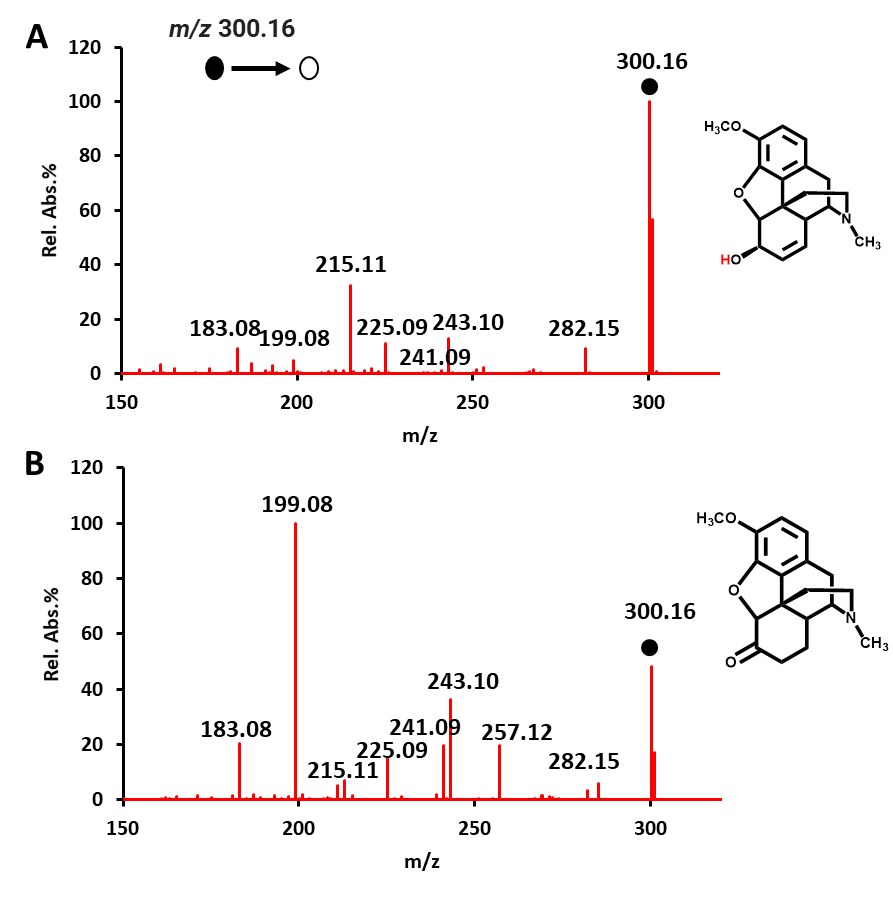 A
m/z 300.16
120
100
80
60
40
20
0
Rel. Abs.%
300.16
215.11
183.08
199.08
225.09
243.10
241.09
282.15
150
200
250
300
m/z
H₃CO
O
HO
N
CH₃
B
120
100
80
60
40
20
0
Rel. Abs.%
199.08
300.16
183.08
215.11
225.09
241.09
243.10
257.12
282.15
150
200
250
300
m/z
H₃CO
O
O
N
CH₃